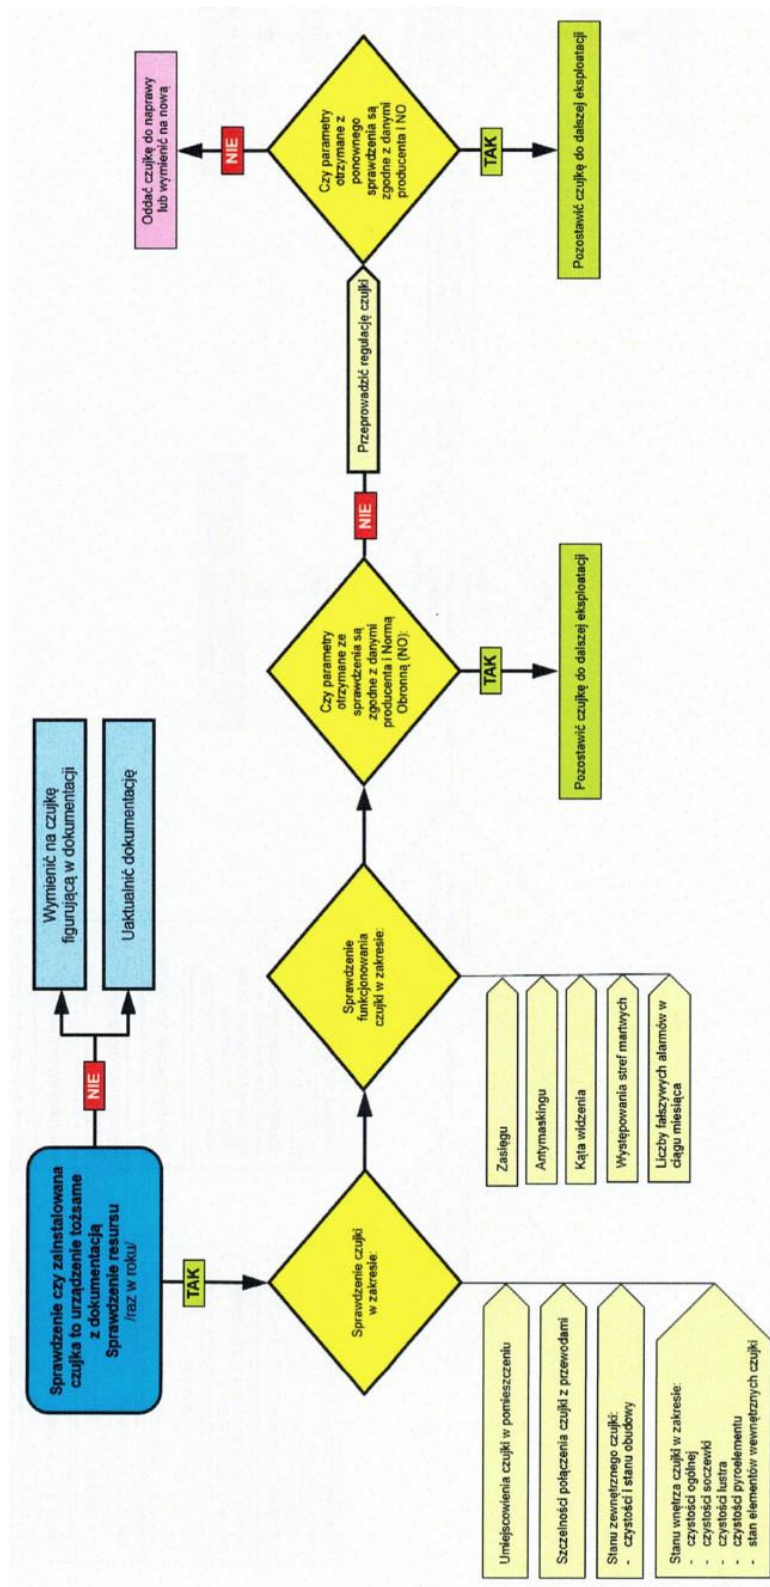 Sprawdzenie czy zainstalowana
czujka to urządzenie tożsame
z dokumentacją
Sprawdzenie resursu
/raz w roku/
NIE
Wymienić na czujkę
figurującą w dokumentacji
Uaktualnić dokumentację
TAK
Sprawdzenie czujki
w zakresie:
Umiejscowienia czujki w pomieszczeniu
Szczelności połączenia czujki z przewodami
Stanu zewnętrznego czujki:
- czystości i stanu obudowy
Stanu wnętrza czujki w zakresie:
- czystości ogólnej
- czystości soczewki
- czystości lustra
- czystości pyroelementu
- stan elementów wewnętrznych czujki
Sprawdzenie
funkcjonowania
czujki w zakresie:
Zasięgu
Antymaskingu
Kąta widzenia
Występowania stref martwych
Liczby fałszywych alarmów w
ciągu miesiąca
Czy parametry
otrzymane ze
sprawdzenia są
zgodne z danymi
producenta i Normą
Obronną (NO):
TAK
Pozostawić czujkę do dalszej eksploatacji
NIE
Przeprowadzić regulację czujki
Czy parametry
otrzymane z
ponownego
sprawdzenia są
zgodne z danymi
producenta i NO
NIE
Oddać czujkę do naprawy
lub wymienić na nową
TAK
Pozostawić czujkę do dalszej eksploatacji